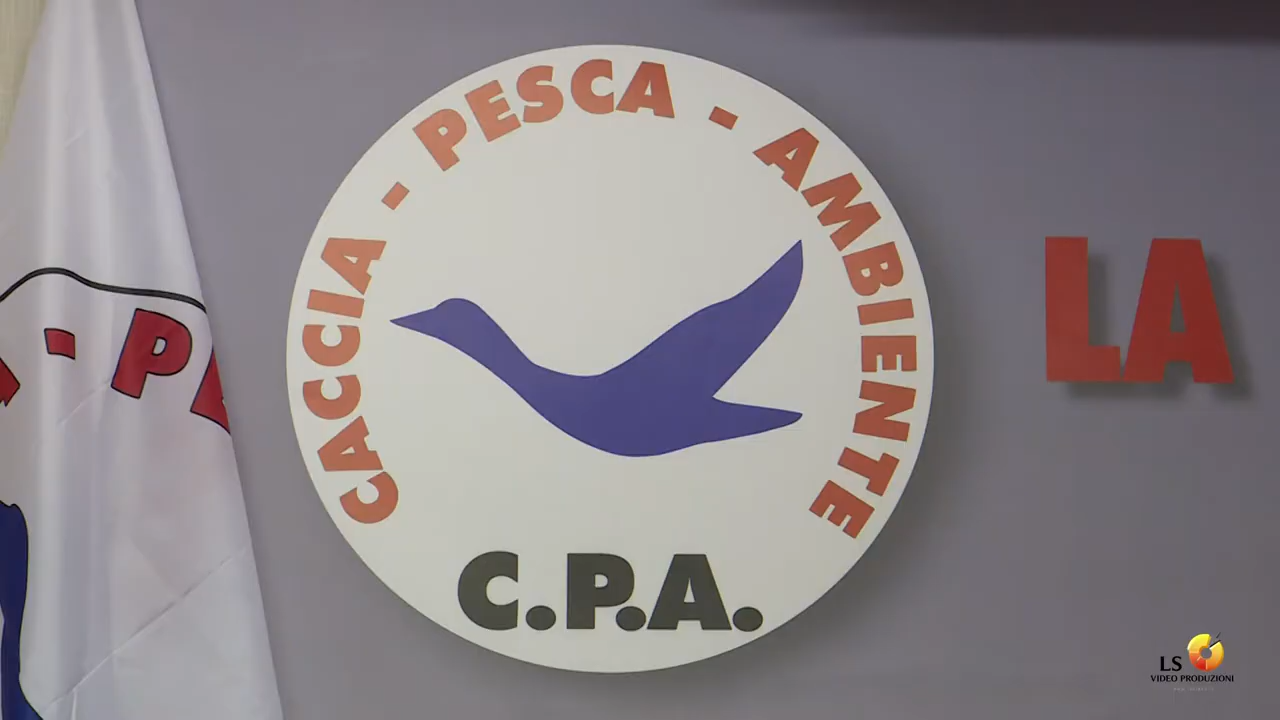 CACCIA - PESCA - AMBIENTE
C.P.A.
- P
LA
LS
VIDEO PRODUZIONI